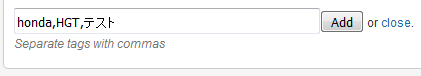 honda,HGT,テスト Add or close.
Separate tags with commas